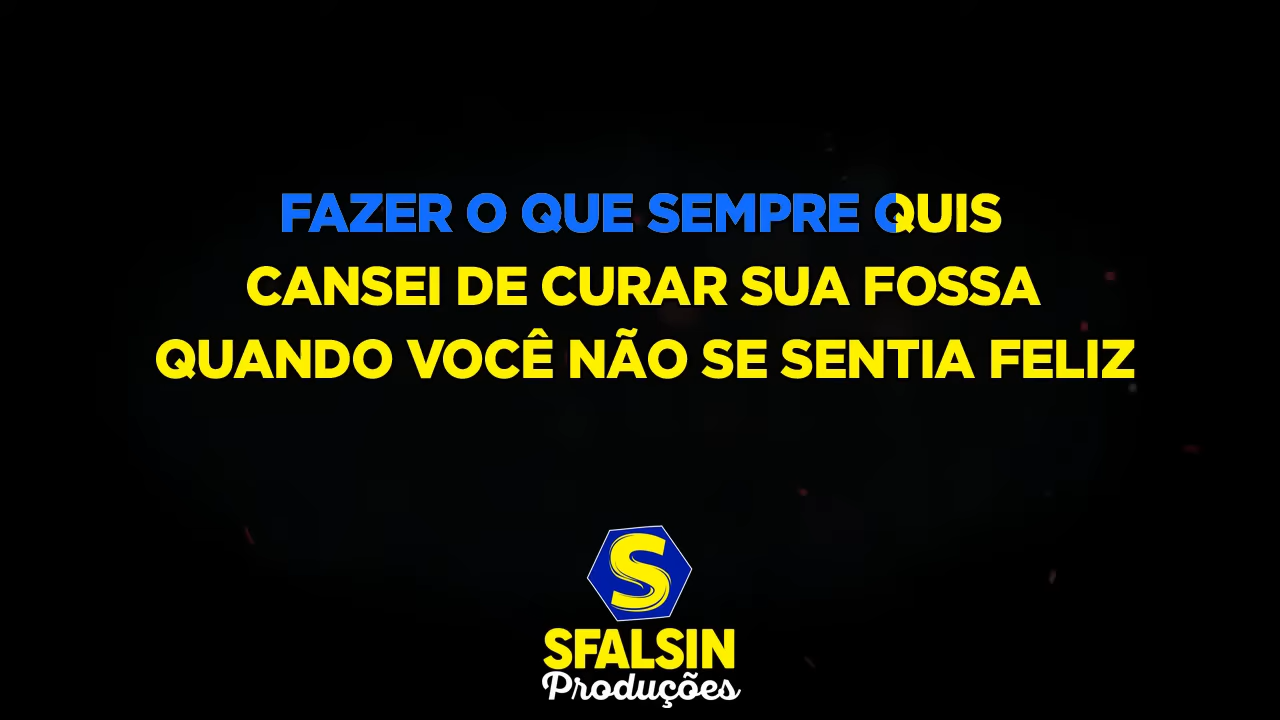 FAZER O QUE SEMPRE QUIS
CANSEI DE CURAR SUA FOSSA
QUANDO VOCÊ NÃO SE SENTIA FELIZ
S
SFALSIN
Produções